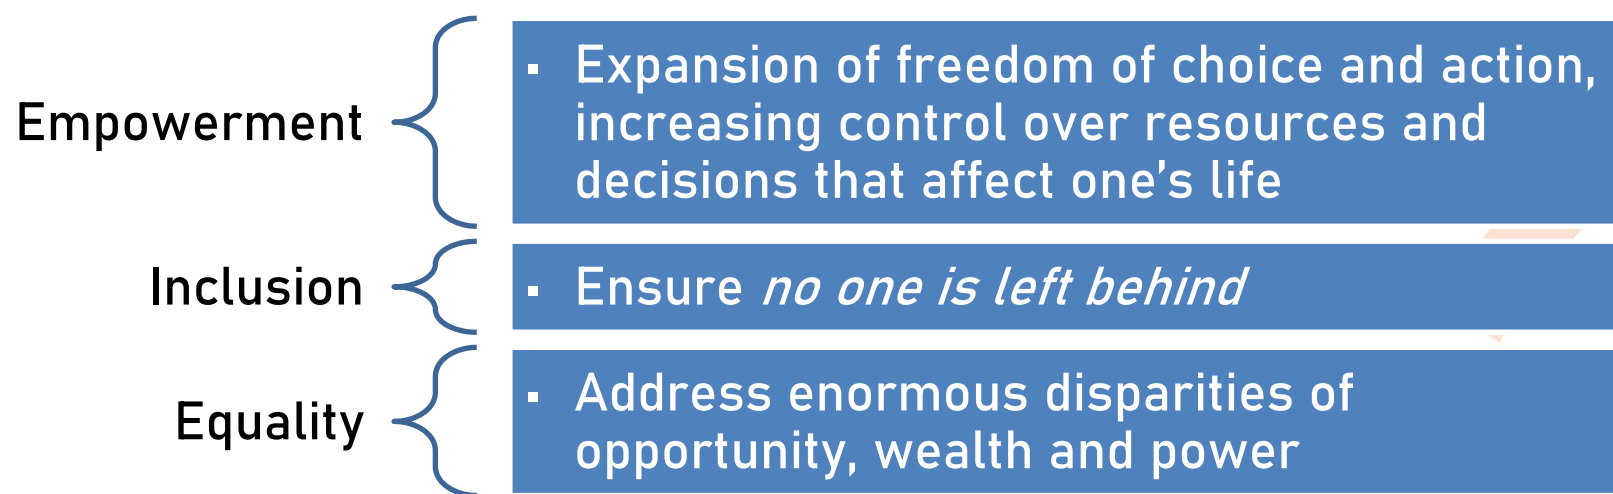 Empowerment
▪ Expansion of freedom of choice and action,
increasing control over resources and
decisions that affect one’s life
Inclusion
▪ Ensure no one is left behind
Equality
▪ Address enormous disparities of
opportunity, wealth and power